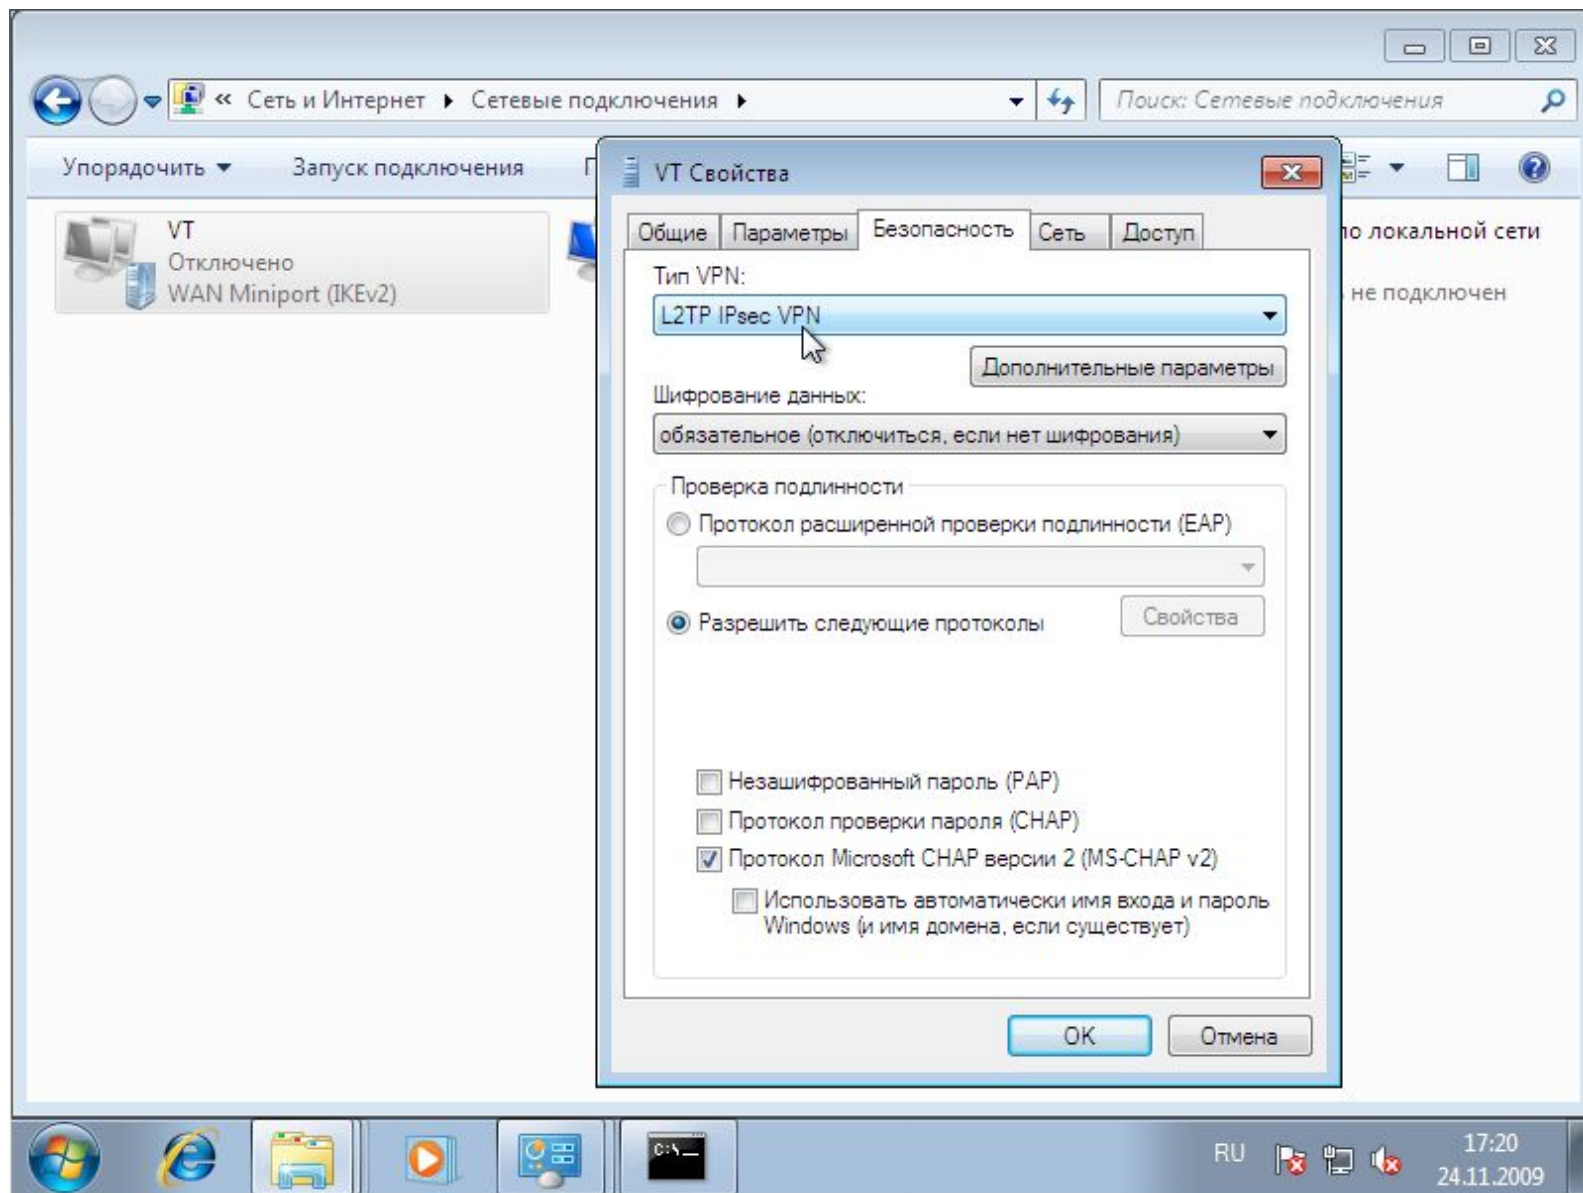 Сеть и Интернет
Сетевые подключения
Поиск: Сетевые подключения
Упорядочить
Запуск подключения
VT Свойства
VT
Отключено
WAN Miniport (IKEv2)
по локальной сети
не подключен
Общие
Параметры
Безопасность
Сеть
Доступ
Тип VPN:
L2TP IPsec VPN
Дополнительные параметры
Шифрование данных:
обязательное (отключиться, если нет шифрования)
Проверка подлинности
Протокол расширенной проверки подлинности (EAP)
Разрешить следующие протоколы
Свойства
Незашифрованный пароль (PAP)
Протокол проверки пароля (CHAP)
Протокол Microsoft CHAP версии 2 (MS-CHAP v2)
Использовать автоматически имя входа и пароль
Windows (и имя домена, если существует)
OK
Отмена
C:\
RU
17:20
24.11.2009